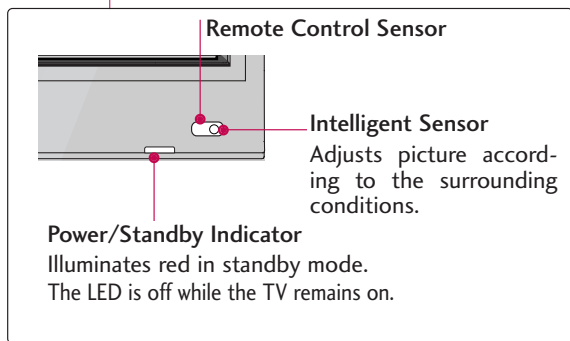 Remote Control Sensor
Intelligent Sensor
Adjusts picture accord-
ing to the surrounding
conditions.
Power/Standby Indicator
Illuminates red in standby mode.
The LED is off while the TV remains on.